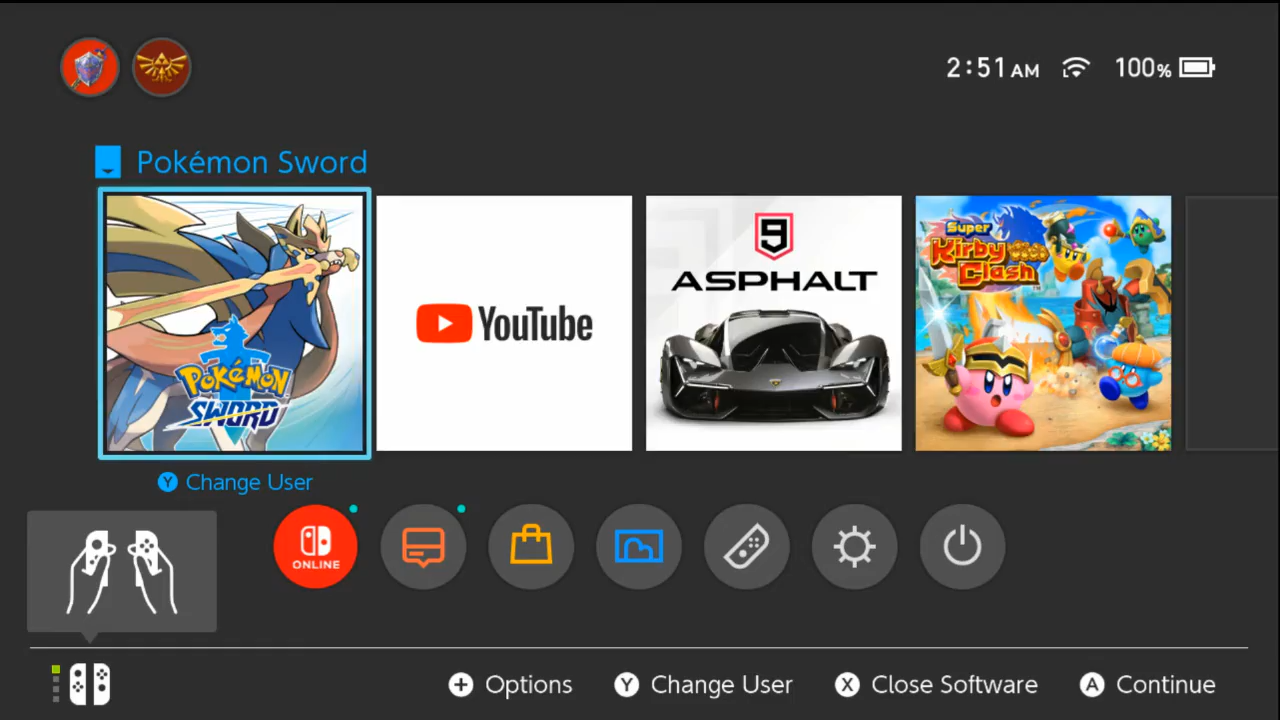 2:51 AM 100%
Pokémon Sword
POKÉMON
SWORD
YouTube
9
ASPHALT
Super
Kirby
Clash
Y Change User
ONLINE
+ Options Y Change User X Close Software A Continue